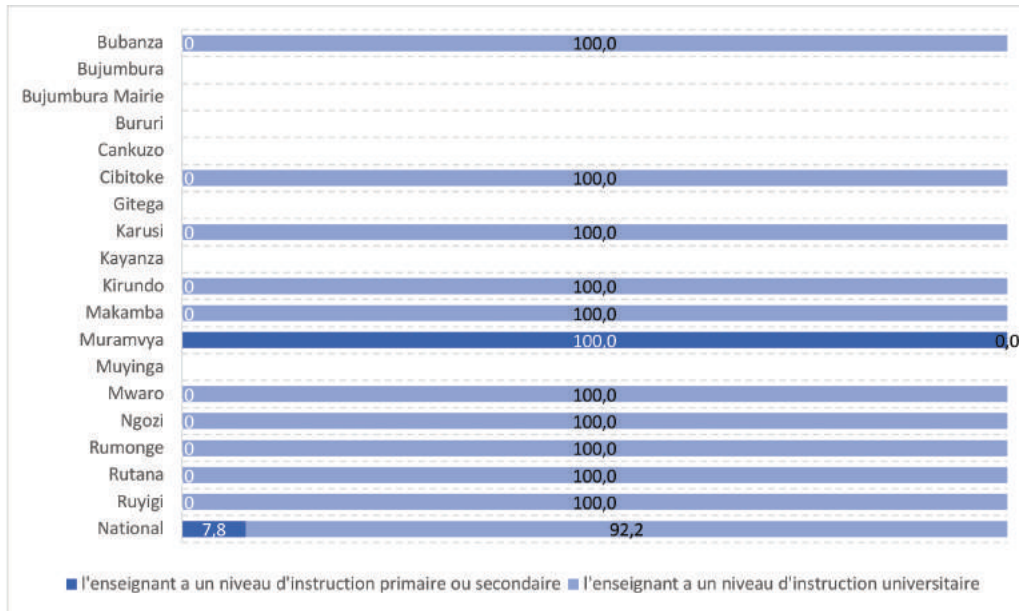 Bubanza 0 100,0
Bujumbura
Bujumbura Mairie
Bururi
Cankuzo
Cibitoke 0 100,0
Gitega
Karusi 0 100,0
Kayanza
Kirundo 0 100,0
Makamba 0 100,0
Muramvya 100,0 0,0
Muyinga
Mwaro 0 100,0
Ngozi 0 100,0
Rumonge 0 100,0
Rutana 0 100,0
Ruyigi 0 100,0
National 7,8 92,2
l'enseignant a un niveau d'instruction primaire ou secondaire l'enseignant a un niveau d'instruction universitaire